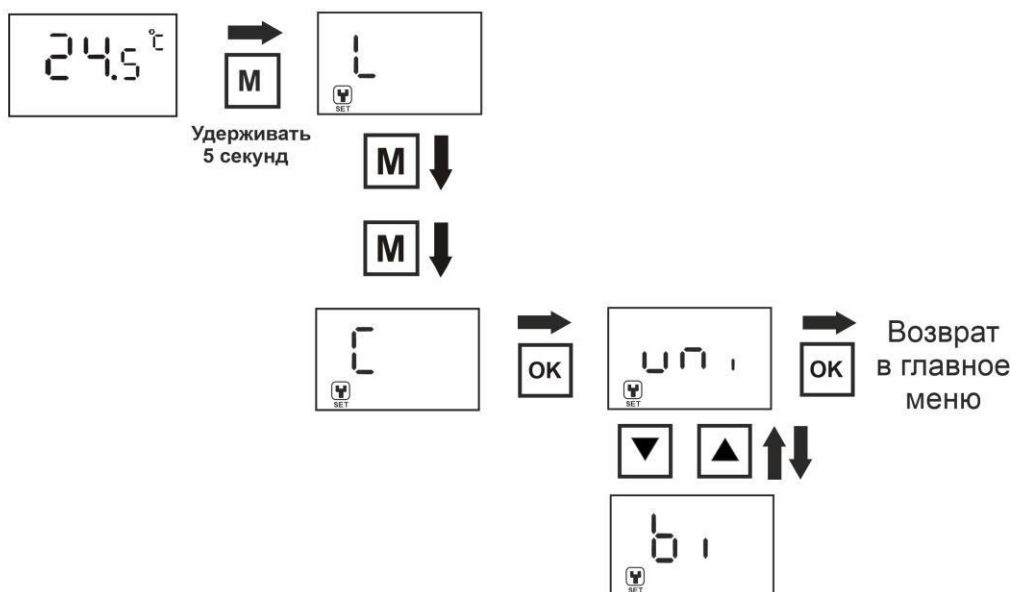 24.5 °C
M
Удерживать
5 секунд
L
SET
M
M
C
SET
OK
uni
SET
OK
Возврат
в главное
меню
bi
SET